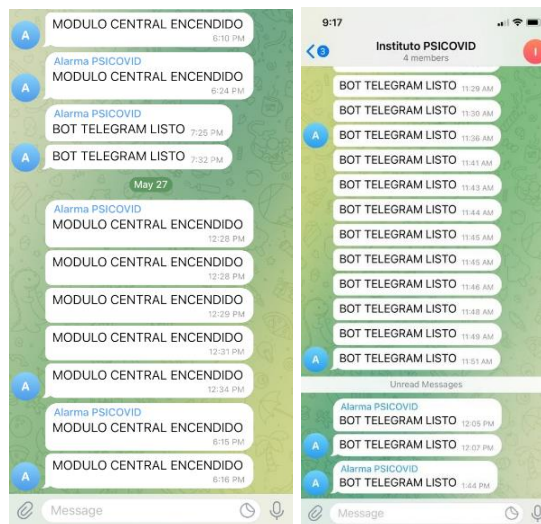 MODULO CENTRAL ENCENDIDO
6:10 PM
Alarma PSICOVID
A
MODULO CENTRAL ENCENDIDO
6:24 PM
A
Alarma PSICOVID
BOT TELEGRAM LISTO 7:25 PM
BOT TELEGRAM LISTO 7:32 PM
A
May 27
Alarma PSICOVID
MODULO CENTRAL ENCENDIDO
12:28 PM
MODULO CENTRAL ENCENDIDO
12:28 PM
MODULO CENTRAL ENCENDIDO
12:29 PM
MODULO CENTRAL ENCENDIDO
12:31 PM
MODULO CENTRAL ENCENDIDO
A
12:34 PM
Alarma PSICOVID
MODULO CENTRAL ENCENDIDO
6:15 PM
MODULO CENTRAL ENCENDIDO
A
6:16 PM
Message
9:17
3
Instituto PSICOVID
4 members
I
BOT TELEGRAM LISTO 11:29 AM
BOT TELEGRAM LISTO 11:30 AM
A
BOT TELEGRAM LISTO 11:36 AM
BOT TELEGRAM LISTO 11:41 AM
BOT TELEGRAM LISTO 11:43 AM
BOT TELEGRAM LISTO 11:44 AM
BOT TELEGRAM LISTO 11:45 AM
BOT TELEGRAM LISTO 11:45 AM
BOT TELEGRAM LISTO 11:46 AM
BOT TELEGRAM LISTO 11:48 AM
BOT TELEGRAM LISTO 11:49 AM
BOT TELEGRAM LISTO 11:51 AM
A
Unread Messages
Alarma PSICOVID
BOT TELEGRAM LISTO 12:05 PM
A
BOT TELEGRAM LISTO 12:07 PM
Alarma PSICOVID
A
BOT TELEGRAM LISTO 1:44 PM
Message